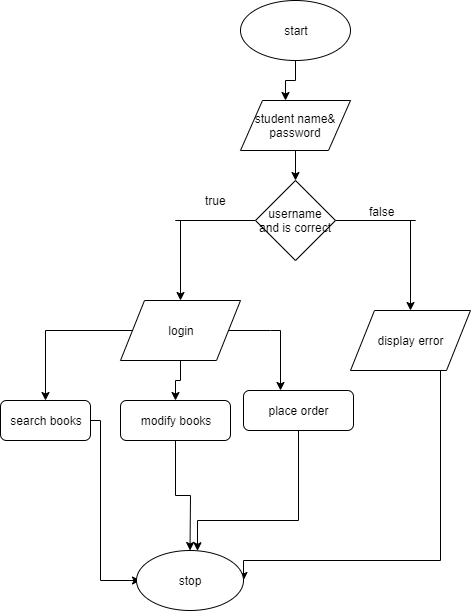 start
student name&
password
true
false
username
and is correct
login
display error
search books
modify books
place order
stop